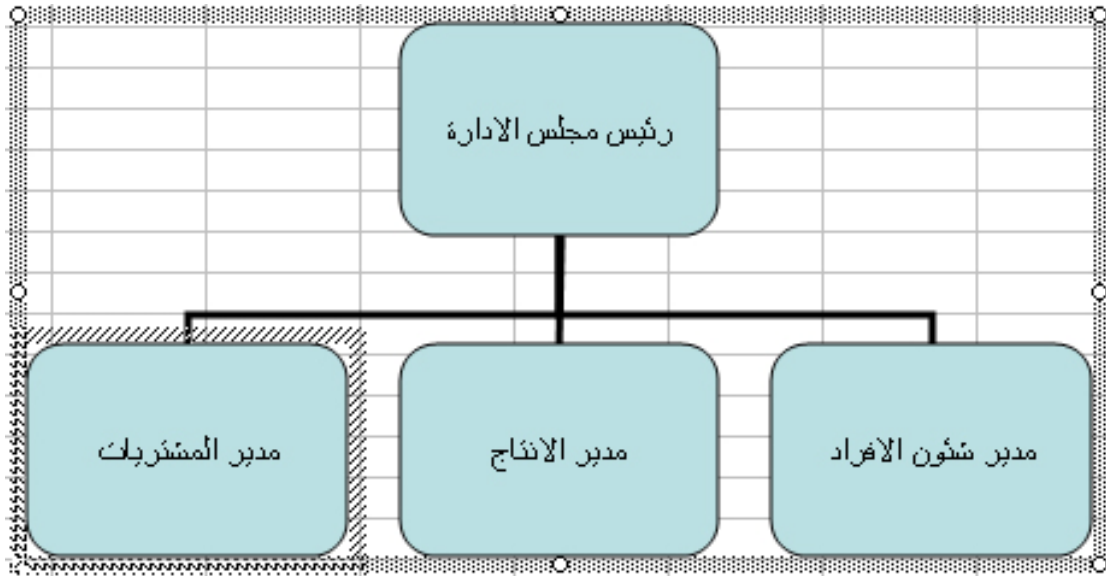 رئيس مجلس الادارة
مدير شئون الافراد
مدير الانتاج
مدير المشتريات